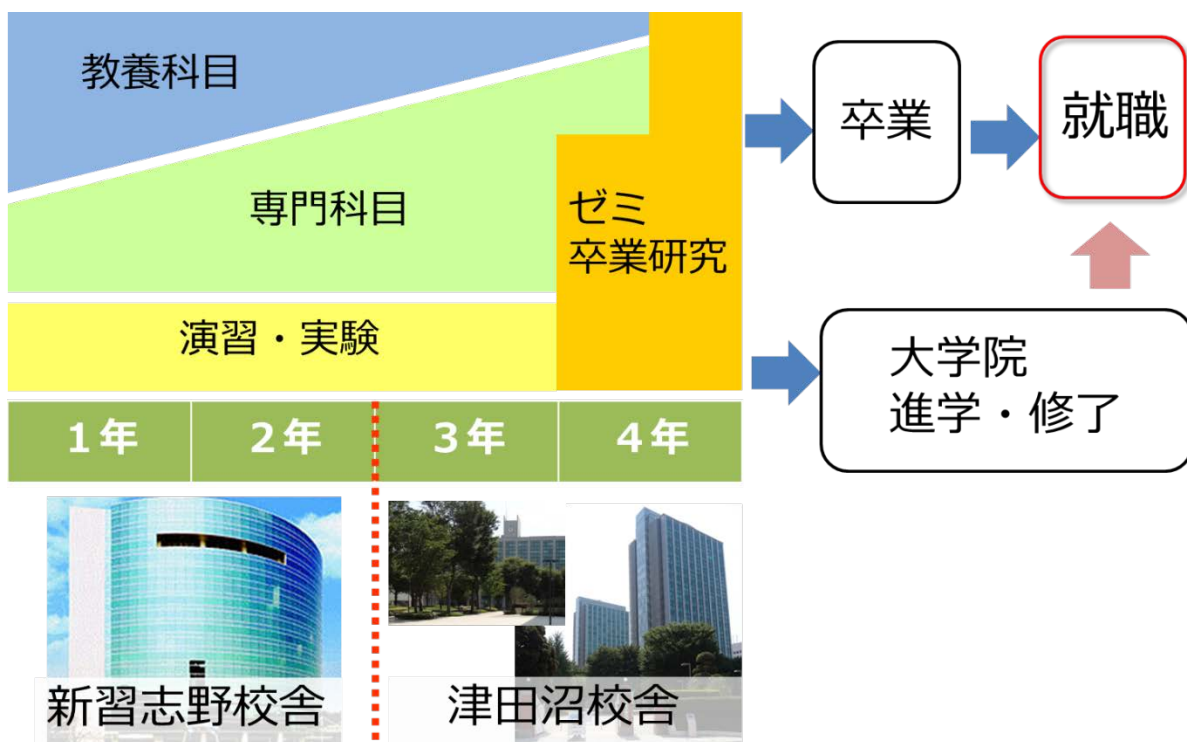 教養科目
専門科目
ゼミ
卒業研究
演習・実験
1年
2年
3年
4年
新習志野校舎
津田沼校舎
卒業
就職
大学院
進学・修了